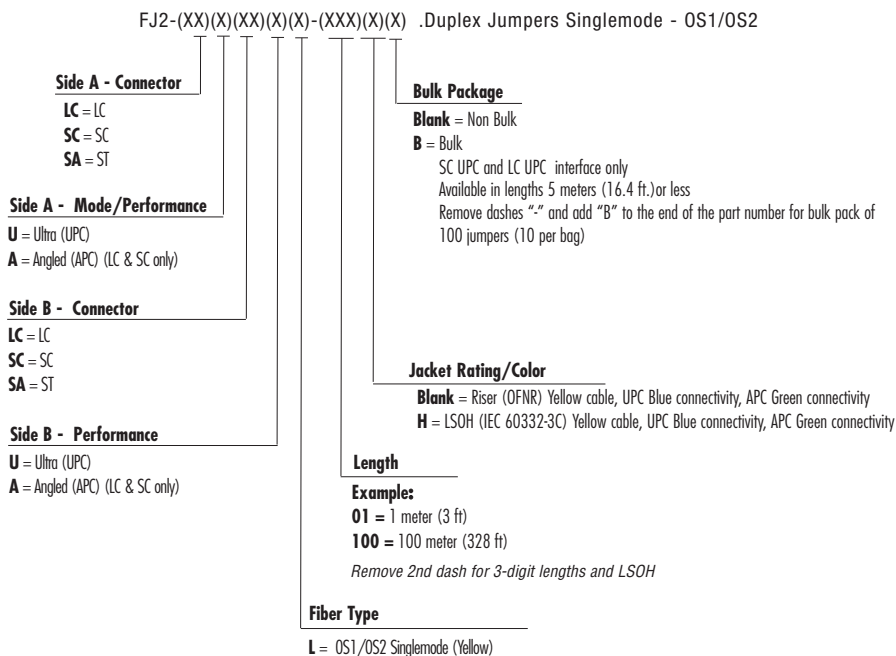 FJ2-(XX)(X)(XX)(X)(X)-(XXX)(X)(X) .Duplex Jumpers Singlemode - OS1/OS2
Side A - Connector
LC = LC
SC = SC
SA = ST
Side A - Mode/Performance
U = Ultra (UPC)
A = Angled (APC) (LC & SC only)
Side B - Connector
LC = LC
SC = SC
SA = ST
Side B - Performance
U = Ultra (UPC)
A = Angled (APC) (LC & SC only)
Bulk Package
Blank = Non Bulk
B = Bulk
SC UPC and LC UPC interface only
Available in lengths 5 meters (16.4 ft.)or less
Remove dashes “-” and add “B” to the end of the part number for bulk pack of
100 jumpers (10 per bag)
Jacket Rating/Color
Blank = Riser (OFNR) Yellow cable, UPC Blue connectivity, APC Green connectivity
H = LSOH (IEC 60332-3C) Yellow cable, UPC Blue connectivity, APC Green connectivity
Length
Example:
01 = 1 meter (3 ft)
100 = 100 meter (328 ft)
Remove 2nd dash for 3-digit lengths and LSOH
Fiber Type
L = OS1/OS2 Singlemode (Yellow)